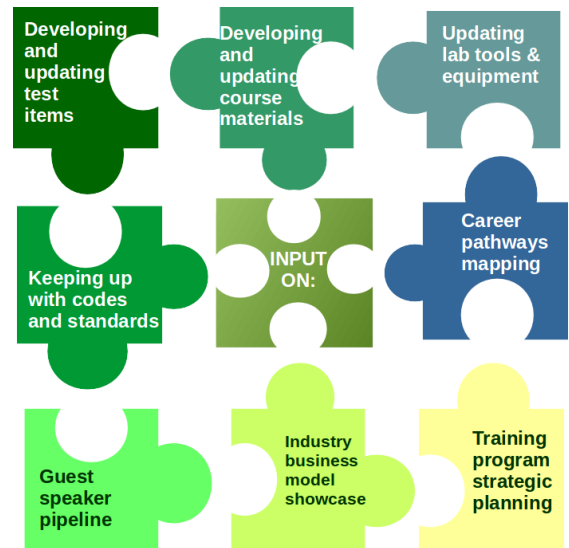 Developing
and
updating
test
items
Developing
and
updating
course
materials
Updating
lab tools &
equipment
Keeping up
with codes
and standards
INPUT
ON:
Career
pathways
mapping
Guest
speaker
pipeline
Industry
business
model
showcase
Training
program
strategic
planning